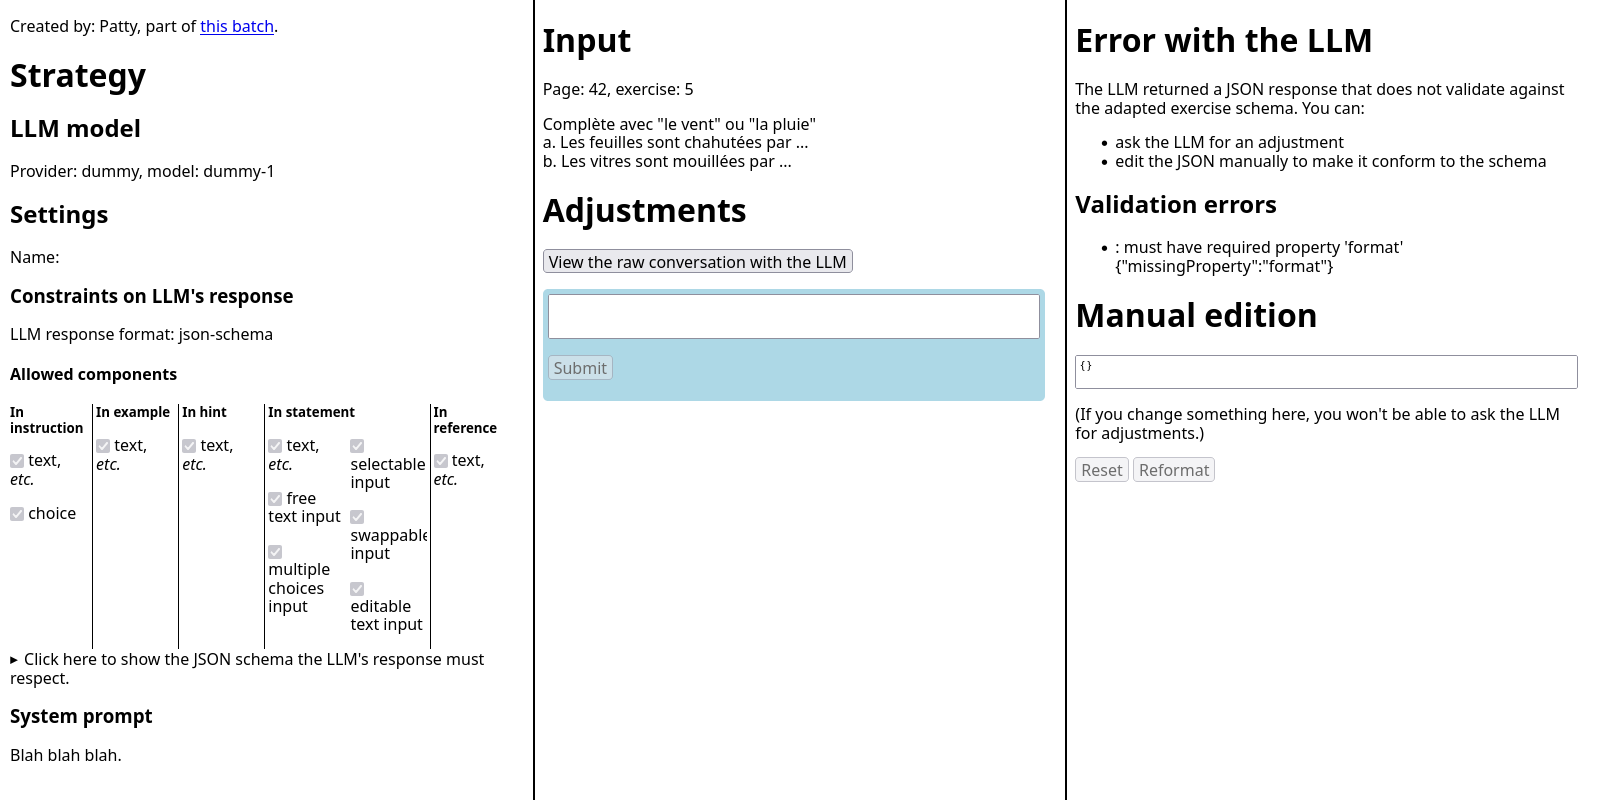 Created by: Patty, part of this batch.
Strategy
LLM model
Provider: dummy, model: dummy-1
Settings
Name:
Constraints on LLM's response
LLM response format: json-schema
Allowed components
In
instruction
text,
etc.
choice
In example
text,
etc.
In hint
text,
etc.
In statement
text,
etc.
free
text input
multiple
choices
input
selectable
input
swappable
input
editable
text input
In
reference
text,
etc.
Click here to show the JSON schema the LLM's response must
respect.
System prompt
Blah blah blah.
Input
Page: 42, exercise: 5
Complète avec "le vent" ou "la pluie"
a. Les feuilles sont chahutées par ...
b. Les vitres sont mouillées par ...
Adjustments
View the raw conversation with the LLM
Submit
Error with the LLM
The LLM returned a JSON response that does not validate against
the adapted exercise schema. You can:
ask the LLM for an adjustment
edit the JSON manually to make it conform to the schema
Validation errors
: must have required property 'format'
{"missingProperty":"format"}
Manual edition
{}
(If you change something here, you won't be able to ask the LLM
for adjustments.)
Reset Reformat